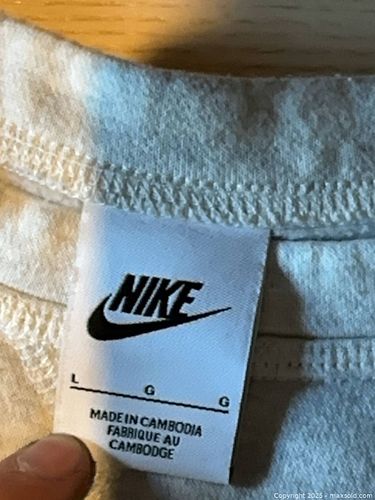 NIKE
L G G
MADE IN CAMBODIA
FABRIQUE AU
CAMBODGE
Copyright 2025 - maxsold.com